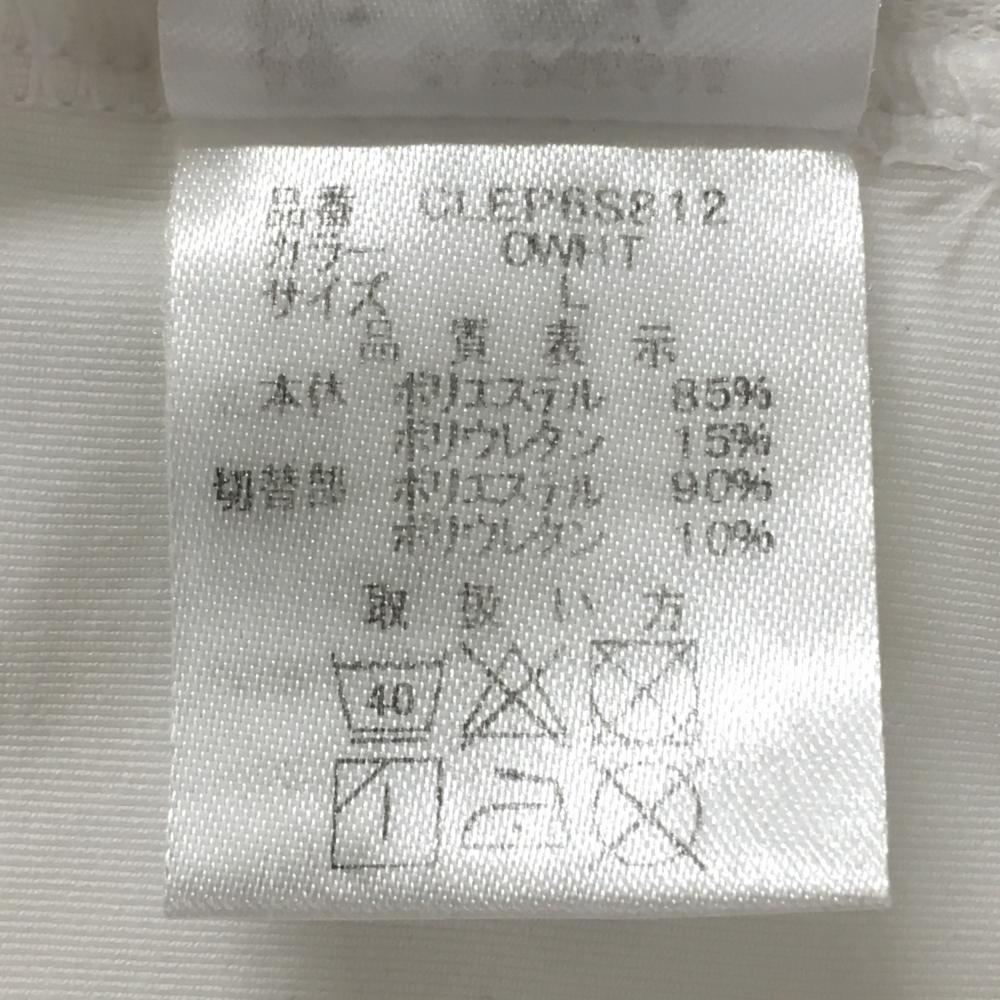 品番 CLEP6S812
カラー OWHT
サイズ L
品質表示
本体 ポリエステル 85%
ポリウレタン 15%
切替部 ポリエステル 90%
ポリウレタン 10%
取扱い方
40